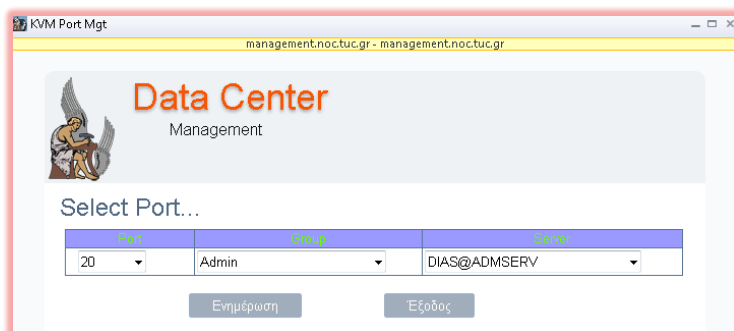 KVM Port Mgt
management.noc.tuc.gr - management.noc.tuc.gr
Data Center
Management
Select Port...
Port Group Server
20 Admin DIAS@ADMSERV
Ενημέρωση Έξοδος